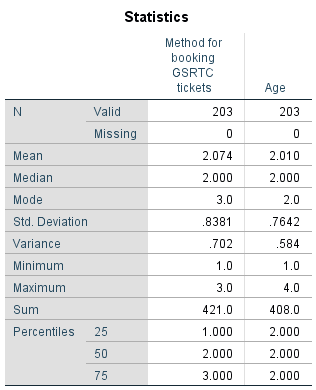 Statistics
Method for
booking
GSRTC
tickets Age
N Valid 203 203
Missing 0 0
Mean 2.074 2.010
Median 2.000 2.000
Mode 3.0 2.0
Std. Deviation .8381 .7642
Variance .702 .584
Minimum 1.0 1.0
Maximum 3.0 4.0
Sum 421.0 408.0
Percentiles 25 1.000 2.000
50 2.000 2.000
75 3.000 2.000